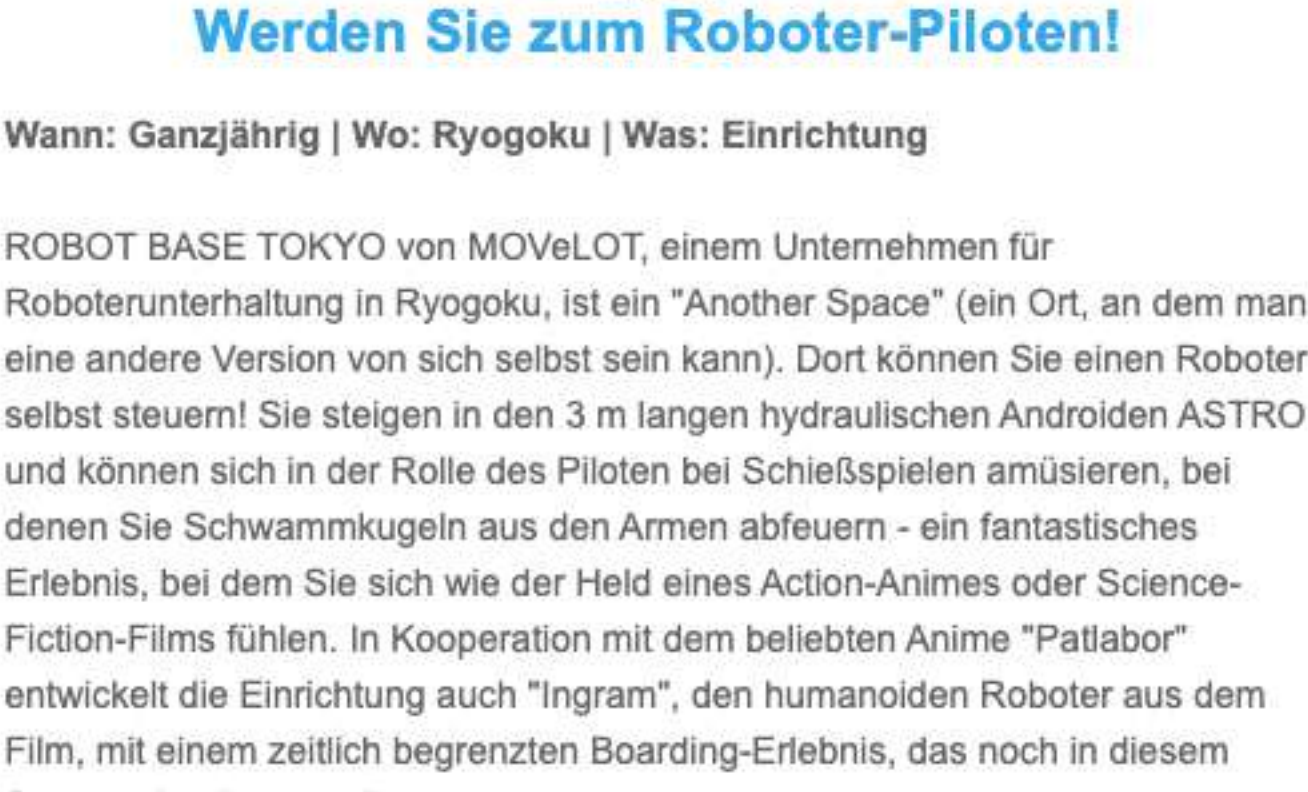 Werden Sie zum Roboter-Piloten!
Wann: Ganzjährig | Wo: Ryogoku | Was: Einrichtung
ROBOT BASE TOKYO von MOVeLOT, einem Unternehmen für
Roboterunterhaltung in Ryogoku, ist ein "Another Space" (ein Ort, an dem man
eine andere Version von sich selbst sein kann). Dort können Sie einen Roboter
selbst steuern! Sie steigen in den 3 m langen hydraulischen Androiden ASTRO
und können sich in der Rolle des Piloten bei Schießspielen amüsieren, bei
denen Sie Schwammkugeln aus den Armen abfeuern - ein fantastisches
Erlebnis, bei dem Sie sich wie der Held eines Action-Animes oder Science-
Fiction-Films fühlen. In Kooperation mit dem beliebten Anime "Patlabor"
entwickelt die Einrichtung auch "Ingram", den humanoiden Roboter aus dem
Film, mit einem zeitlich begrenzten Boarding-Erlebnis, das noch in diesem